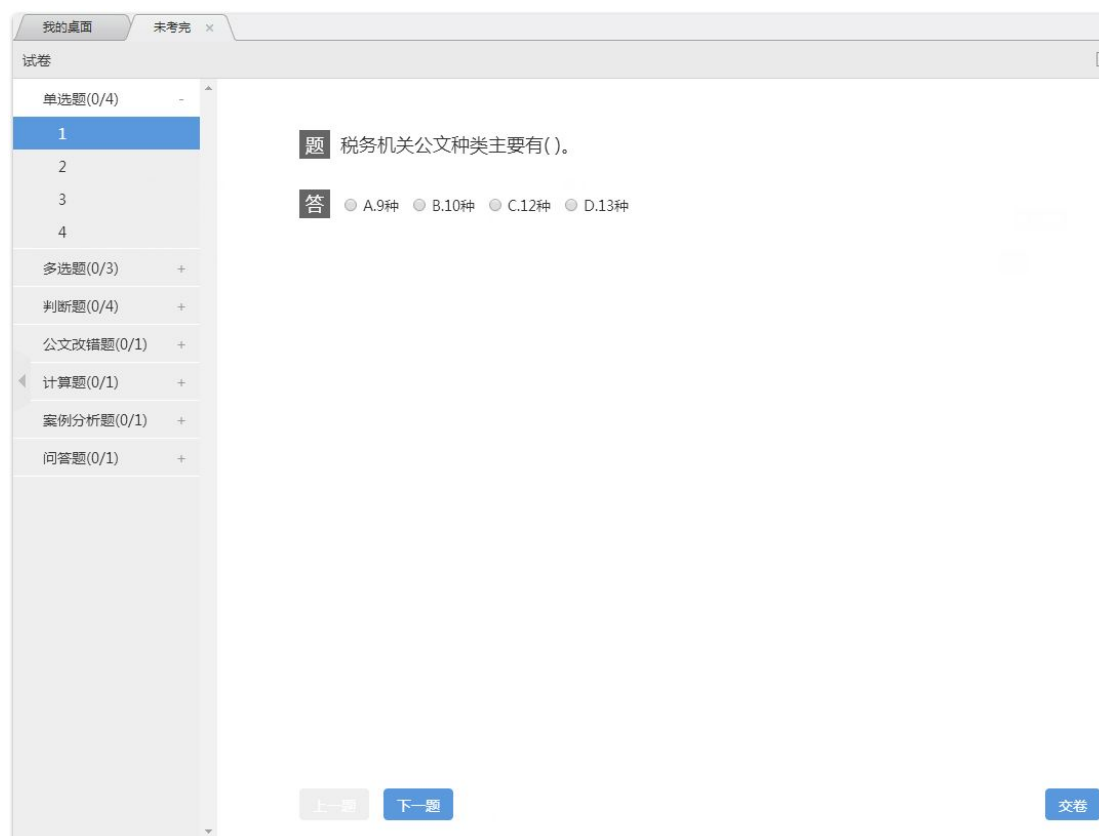 我的桌面 未考完 ×
试卷
单选题(0/4) -
1
2
3
4
多选题(0/3) +
判断题(0/4) +
公文改错题(0/1) +
计算题(0/1) +
案例分析题(0/1) +
问答题(0/1) +
题 税务机关公文种类主要有( )。
答 A.9种 B.10种 C.12种 D.13种
上一题 下一题 交卷